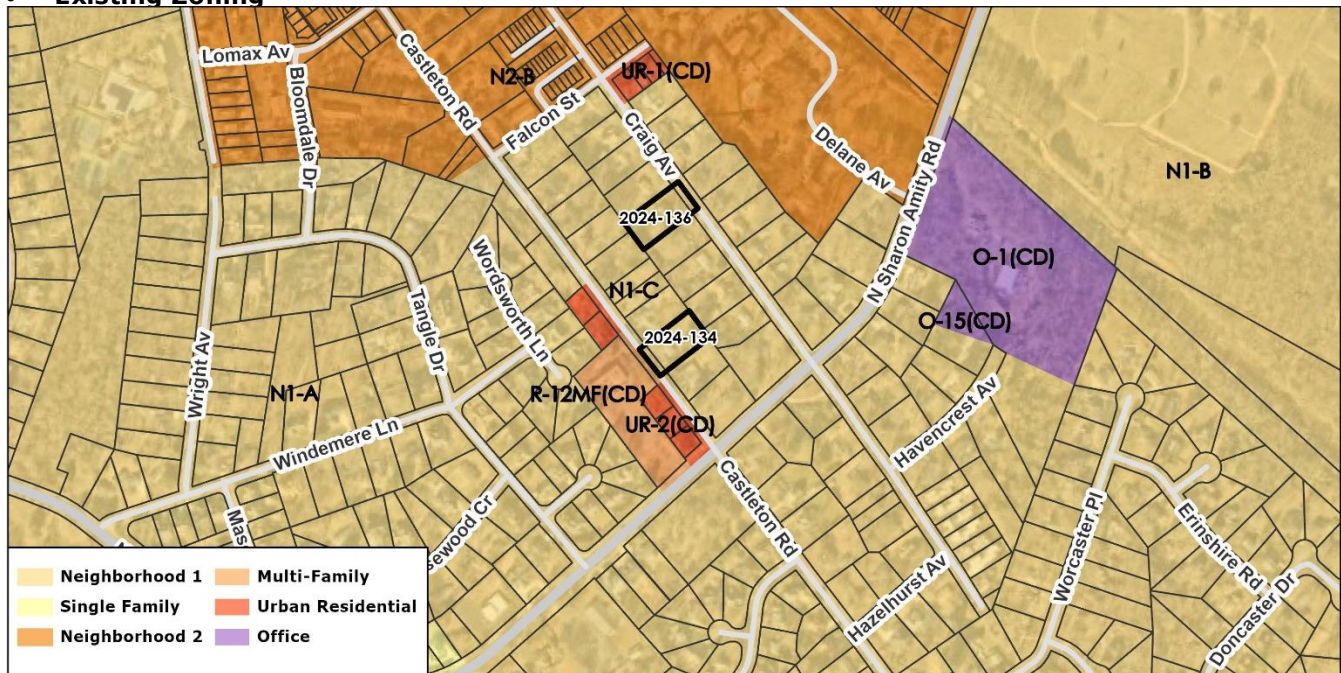 Existing Zoning
Lomax Av
Bloomdale Dr
Castleton Rd
N2-B
UR-1(CD)
Falcon St
Craig Av
Delane Av
N Sharon Amity Rd
N1-B
2024-136
O-1(CD)
Wordsworth Ln
N1-C
O-15(CD)
2024-134
Tangle Dr
Wright Av
N1-A
R-12MF(CD)
UR-2(CD)
Windemere Ln
Havencrest Av
Castleton Rd
Worcaster Pl
Erinshire Rd
Hazelhurst Av
Doncaster Dr
sewood Cr
Neighborhood 1
Multi-Family
Single Family
Urban Residential
Neighborhood 2
Office